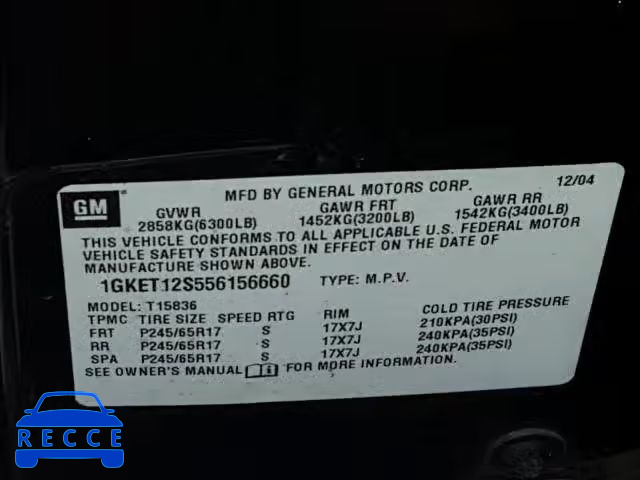 GM
MFD BY GENERAL MOTORS CORP. 12/04
GVWR GAWR FRT GAWR RR
2858KG(6300LB) 1452KG(3200LB) 1542KG(3400LB)
THIS VEHICLE CONFORMS TO ALL APPLICABLE U.S. FEDERAL MOTOR
VEHICLE SAFETY STANDARDS IN EFFECT ON THE DATE OF
MANUFACTURE SHOWN ABOVE.
1GKET12S556156660 TYPE: M.P.V.
MODEL: T15836
TPMC TIRE SIZE SPEED RTG RIM COLD TIRE PRESSURE
FRT P245/65R17 S 17X7J 210KPA(30PSI)
RR P245/65R17 S 17X7J 240KPA(35PSI)
SPA P245/65R17 S 17X7J 240KPA(35PSI)
SEE OWNER'S MANUAL FOR MORE INFORMATION.
RECCE